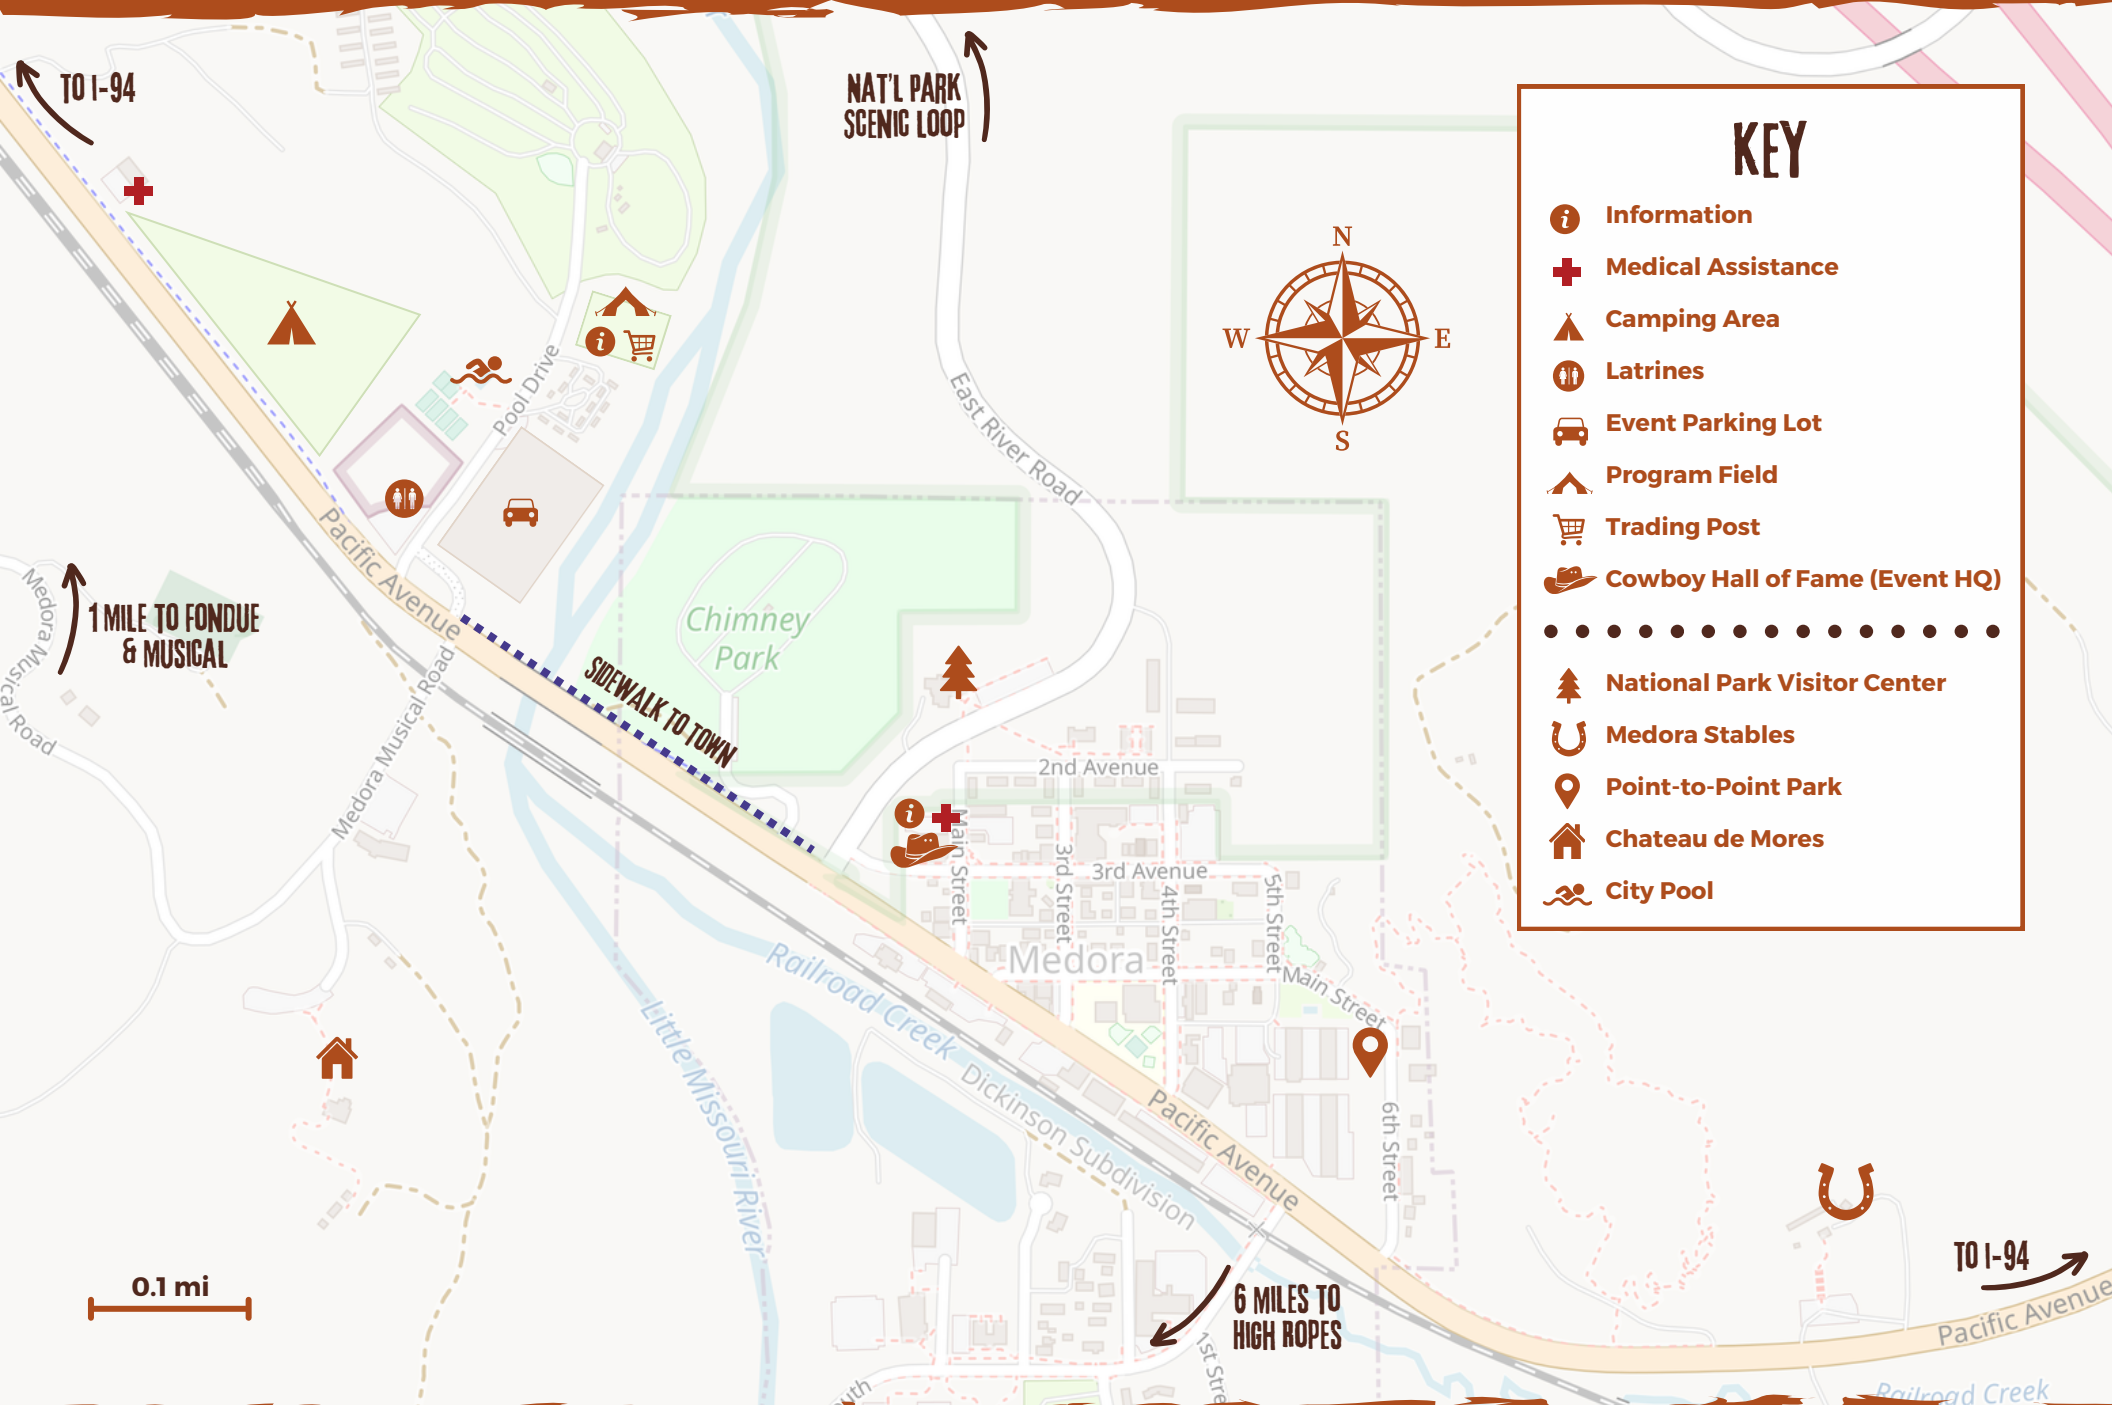 TO I-94
NAT'L PARK
SCENIC LOOP
KEY
i Information
Medical Assistance
Camping Area
Latrines
Event Parking Lot
Program Field
Trading Post
Cowboy Hall of Fame (Event HQ)
National Park Visitor Center
Medora Stables
Point-to-Point Park
Chateau de Mores
City Pool
N
W
E
S
i
Pool Drive
East River Road
Pacific Avenue
1 MILE TO FONDUE
& MUSICAL
Medora Musical Road
Medora Musical Road
SIDEWALK TO TOWN
Chimney
Park
2nd Avenue
i
Main Street
3rd Street
3rd Avenue
4th Street
5th Street
Medora
Main Street
Railroad Creek
Little Missouri River
Dickinson Subdivision
Pacific Avenue
6th Street
0.1 mi
6 MILES TO
HIGH ROPES
1st Stre
TO I-94
Pacific Avenue
Railroad Creek